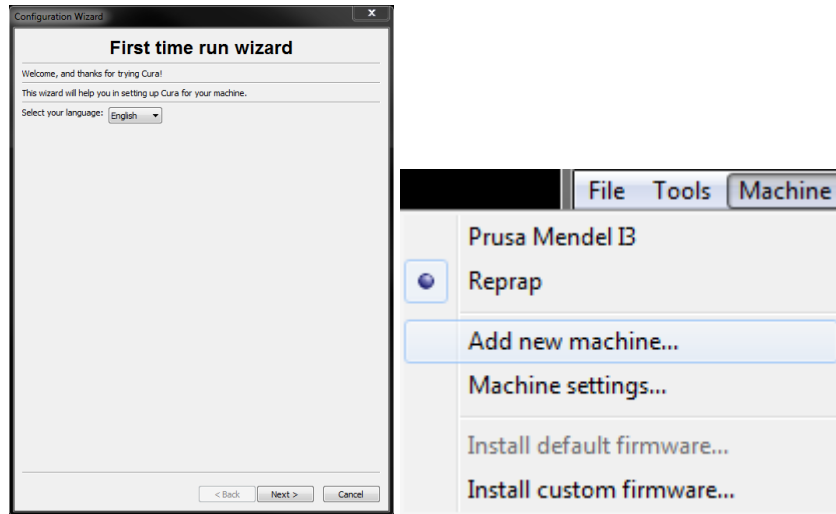 Configuration Wizard
x
First time run wizard
Welcome, and thanks for trying Cura!
This wizard will help you in setting up Cura for your machine.
Select your language: English
< Back Next > Cancel
File Tools Machine
Prusa Mendel I3
Reprap
Add new machine...
Machine settings...
Install default firmware...
Install custom firmware...